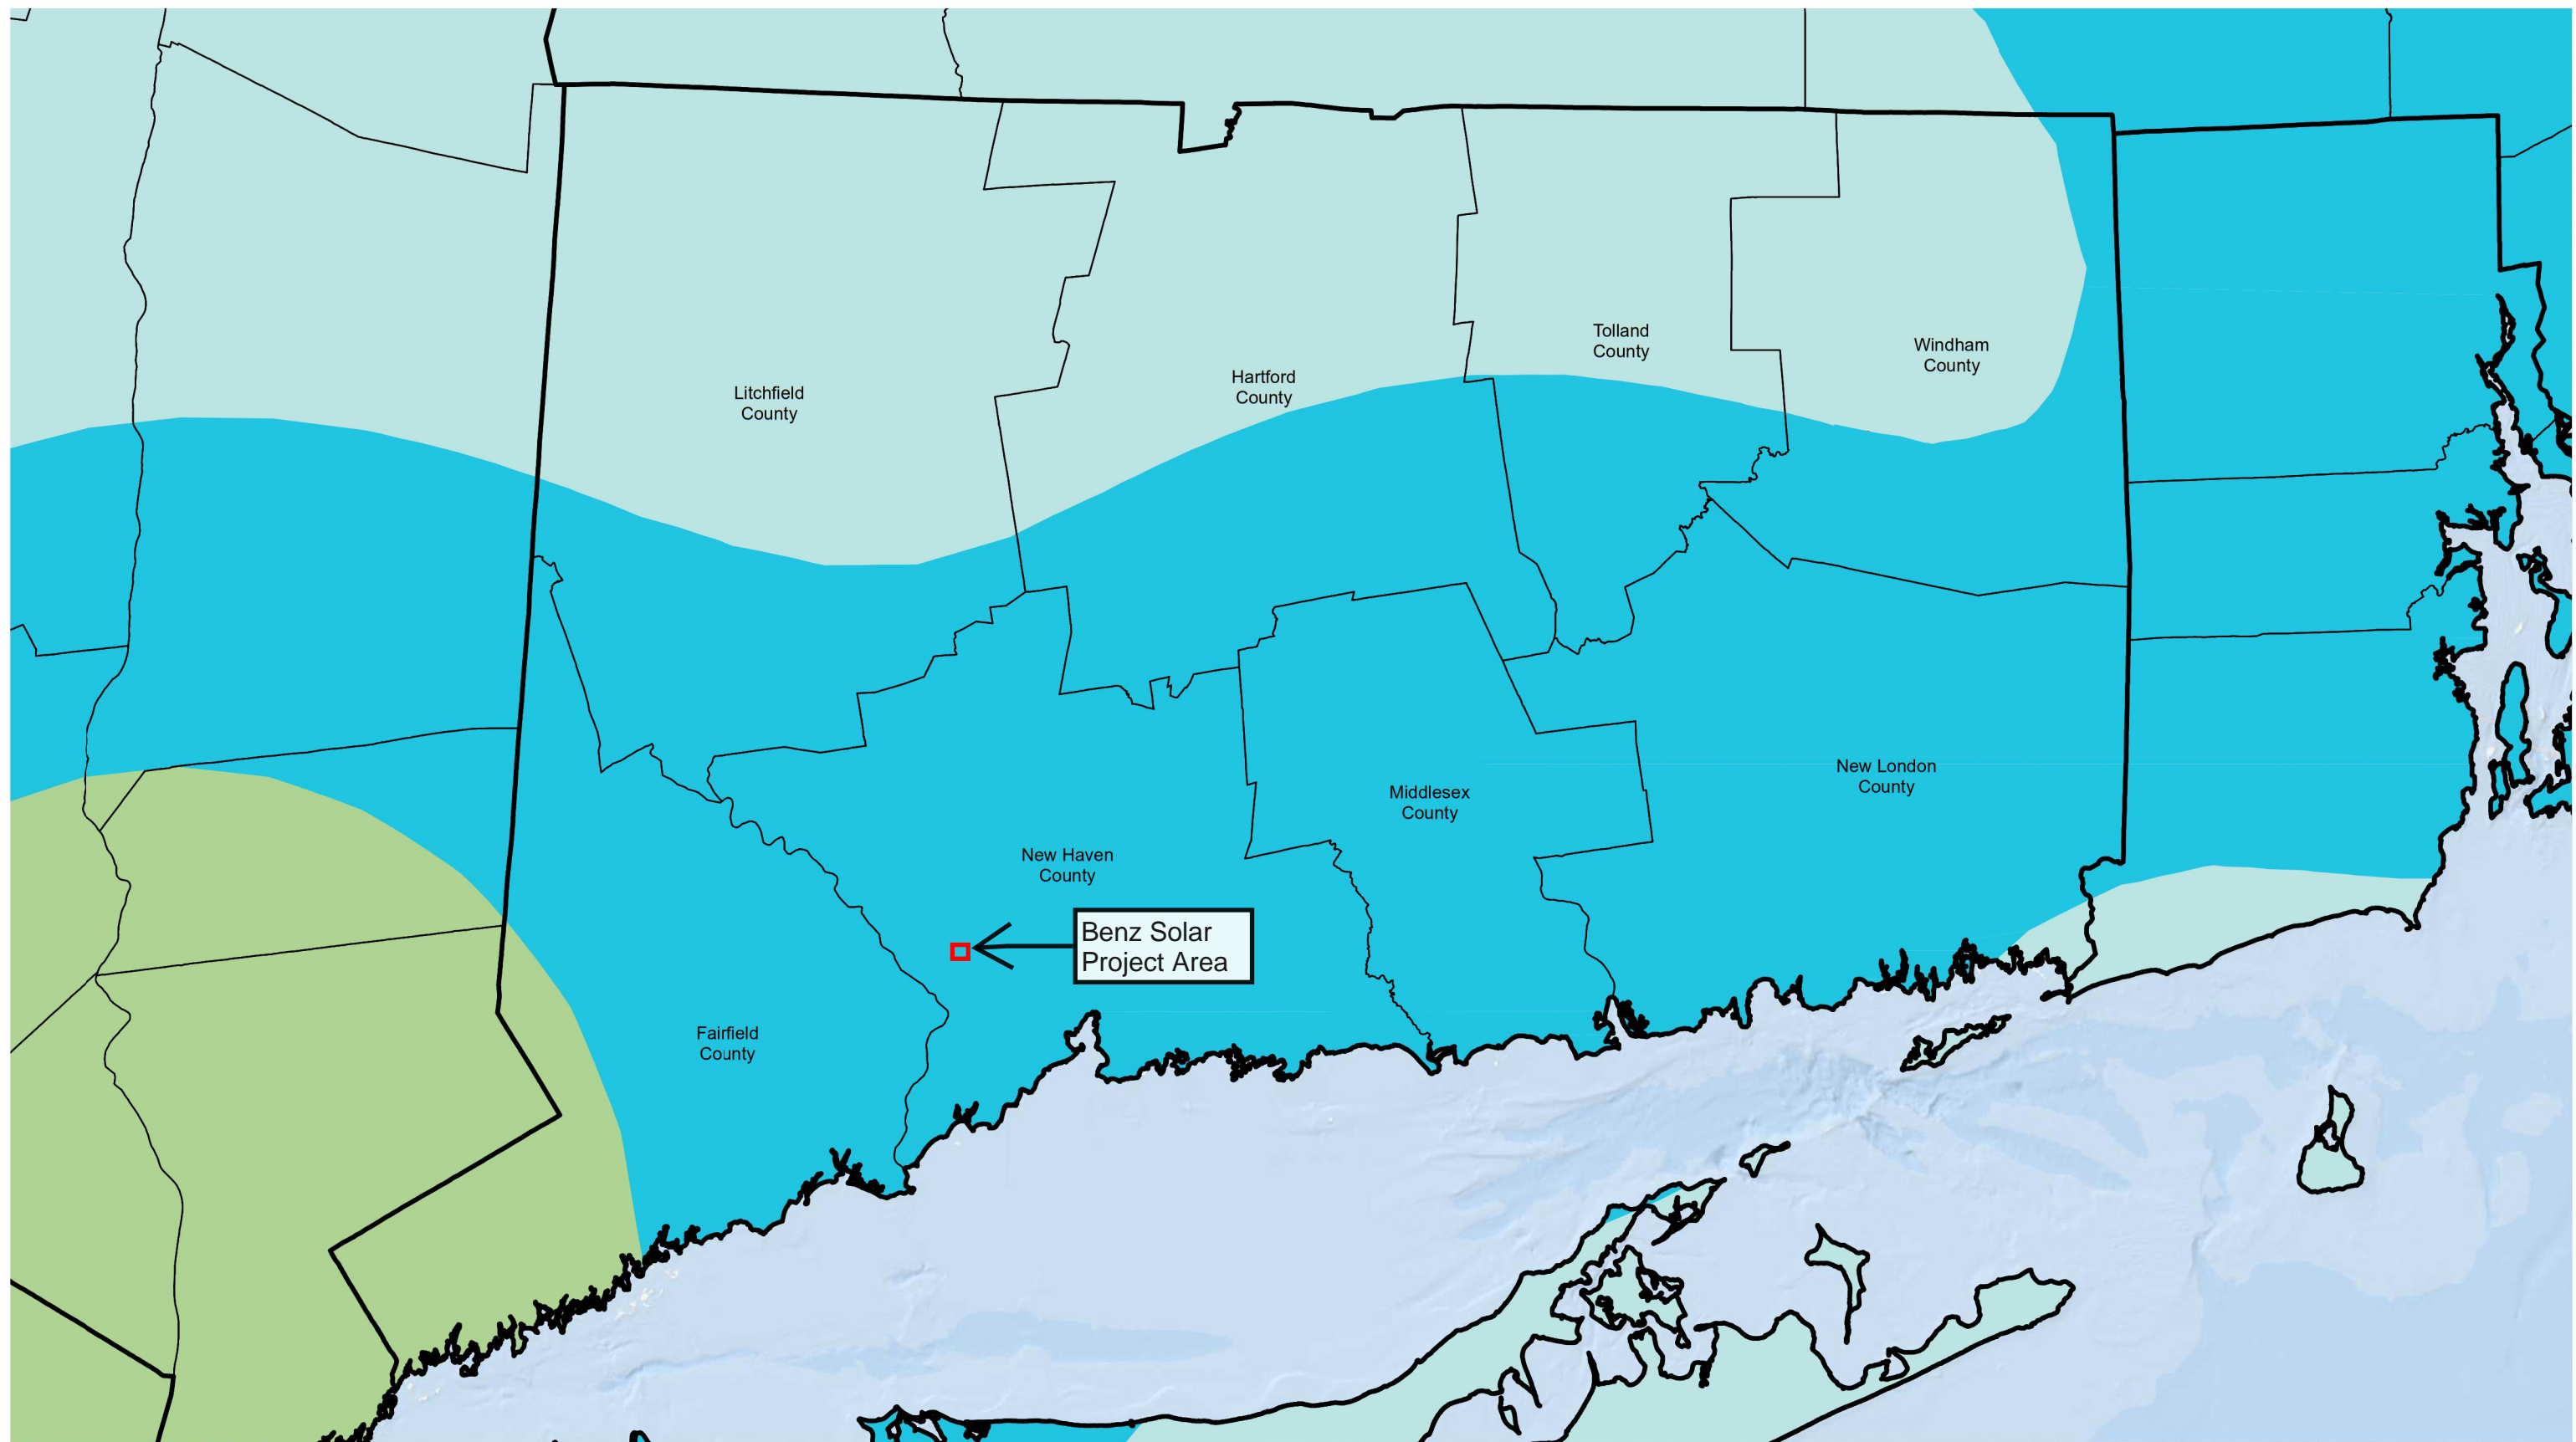 Tolland
County
Windham
County
Hartford
County
Litchfield
County
New London
County
Middlesex
County
New Haven
County
Benz Solar
Project Area
Fairfield
County